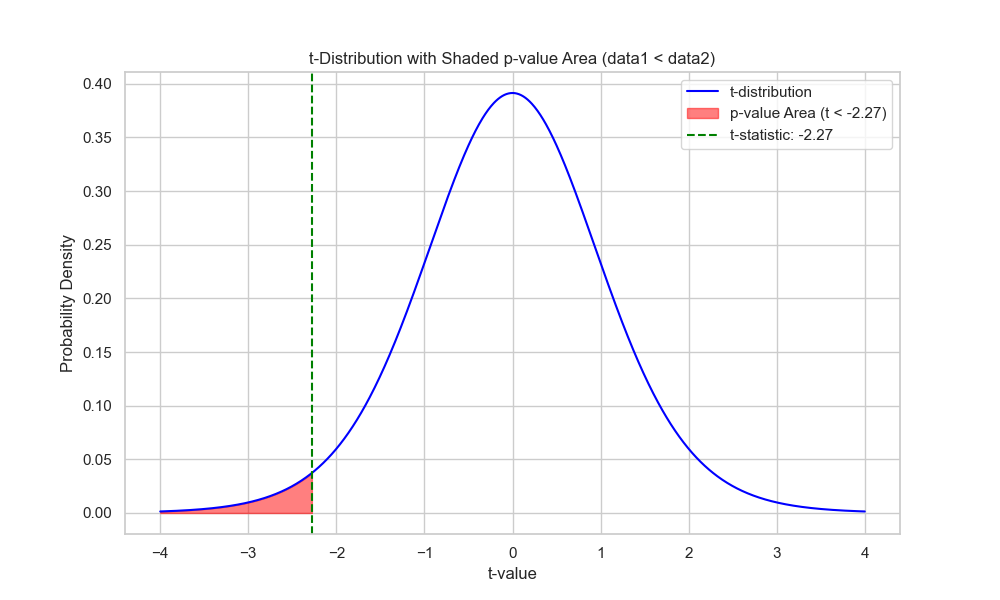 t-Distribution with Shaded p-value Area (data1 < data2)
t-distribution
p-value Area (t < -2.27)
t-statistic: -2.27
Probability Density
0.40
0.35
0.30
0.25
0.20
0.15
0.10
0.05
0.00
−4 −3 −2 −1 0 1 2 3 4
t-value